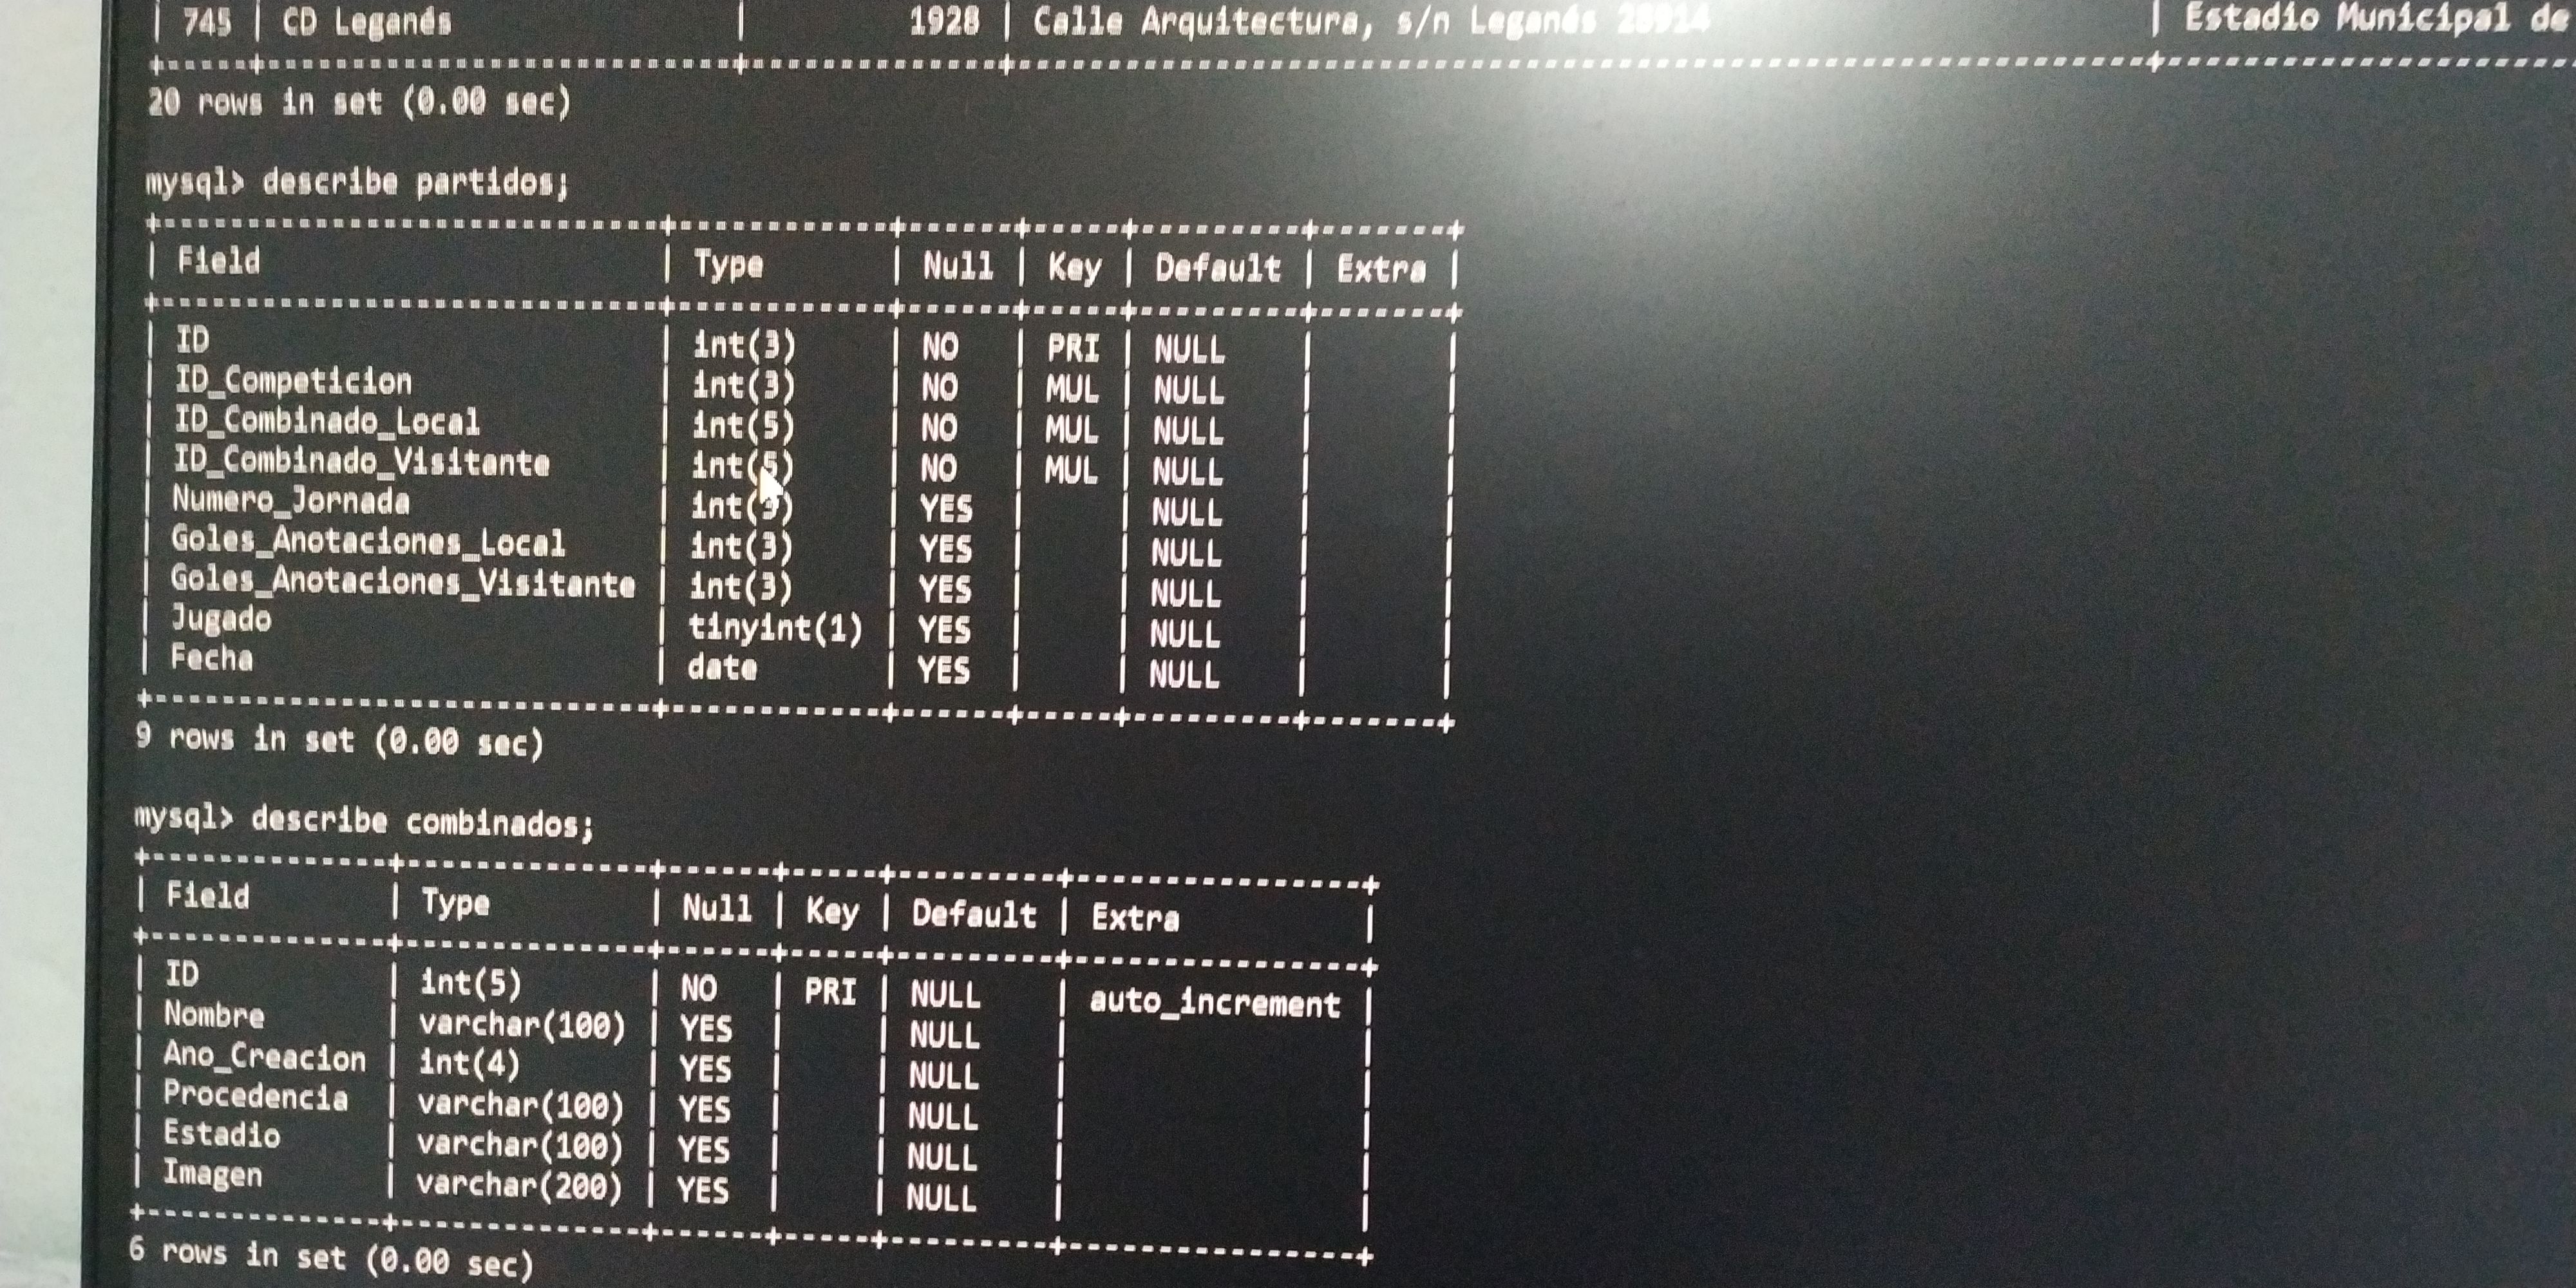 | 745 | CD Leganés | 1928 | Calle Arquitectura, s/n Leganés 28914 | Estadio Municipal de
20 rows in set (0.00 sec)
mysql> describe partidos;
| Field | Type | Null | Key | Default | Extra |
| ID | int(3) | NO | PRI | NULL | |
| ID_Competicion | int(3) | NO | MUL | NULL | |
| ID_Combinado_Local | int(5) | NO | MUL | NULL | |
| ID_Combinado_Visitante | int(5) | NO | MUL | NULL | |
| Numero_Jornada | int(3) | YES | | NULL | |
| Goles_Anotaciones_Local | int(3) | YES | | NULL | |
| Goles_Anotaciones_Visitante | int(3) | YES | | NULL | |
| Jugado | tinyint(1) | YES | | NULL | |
| Fecha | date | YES | | NULL | |
9 rows in set (0.00 sec)
mysql> describe combinados;
| Field | Type | Null | Key | Default | Extra |
| ID | int(5) | NO | PRI | NULL | auto_increment |
| Nombre | varchar(100) | YES | | NULL | |
| Ano_Creacion | int(4) | YES | | NULL | |
| Procedencia | varchar(100) | YES | | NULL | |
| Estadio | varchar(100) | YES | | NULL | |
| Imagen | varchar(200) | YES | | NULL | |
6 rows in set (0.00 sec)